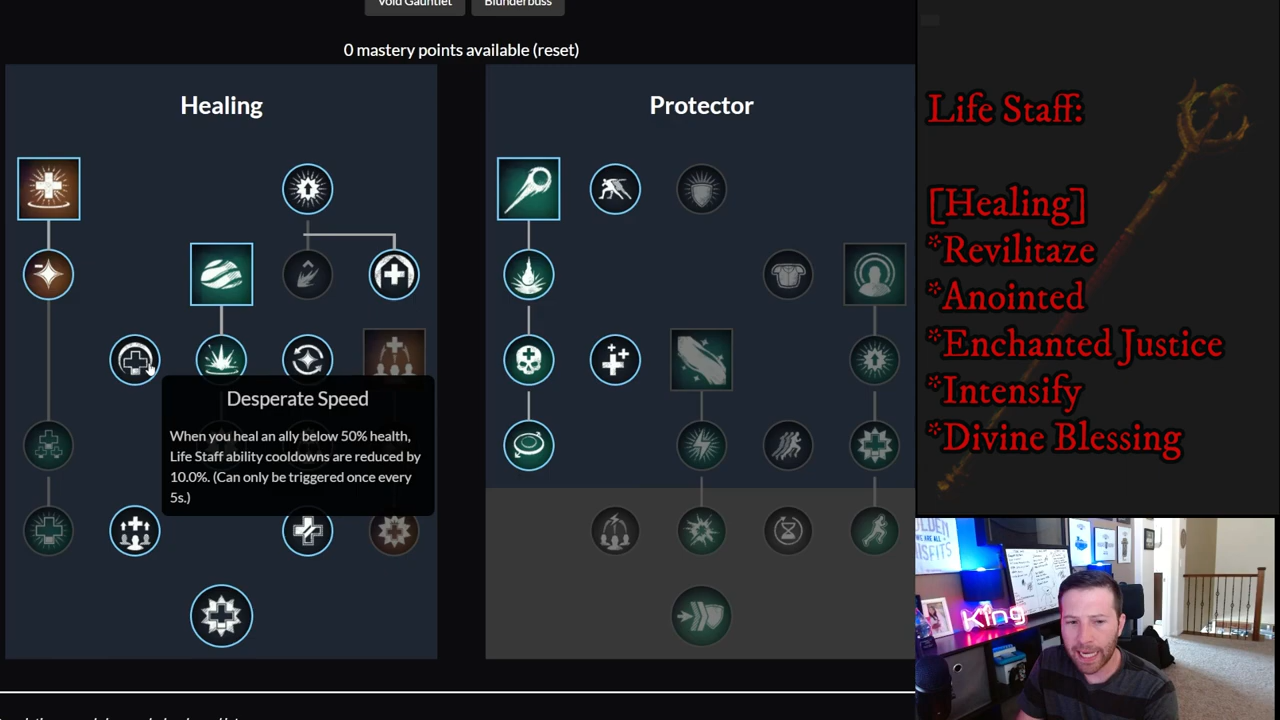 Void Gauntlet
Blunderbuss
0 mastery points available (reset)
Healing
Protector
Desperate Speed
When you heal an ally below 50% health,
Life Staff ability cooldowns are reduced by
10.0%. (Can only be triggered once every
5s.)
Life Staff:
[Healing]
*Revilitaze
*Anointed
*Enchanted Justice
*Intensify
*Divine Blessing
King